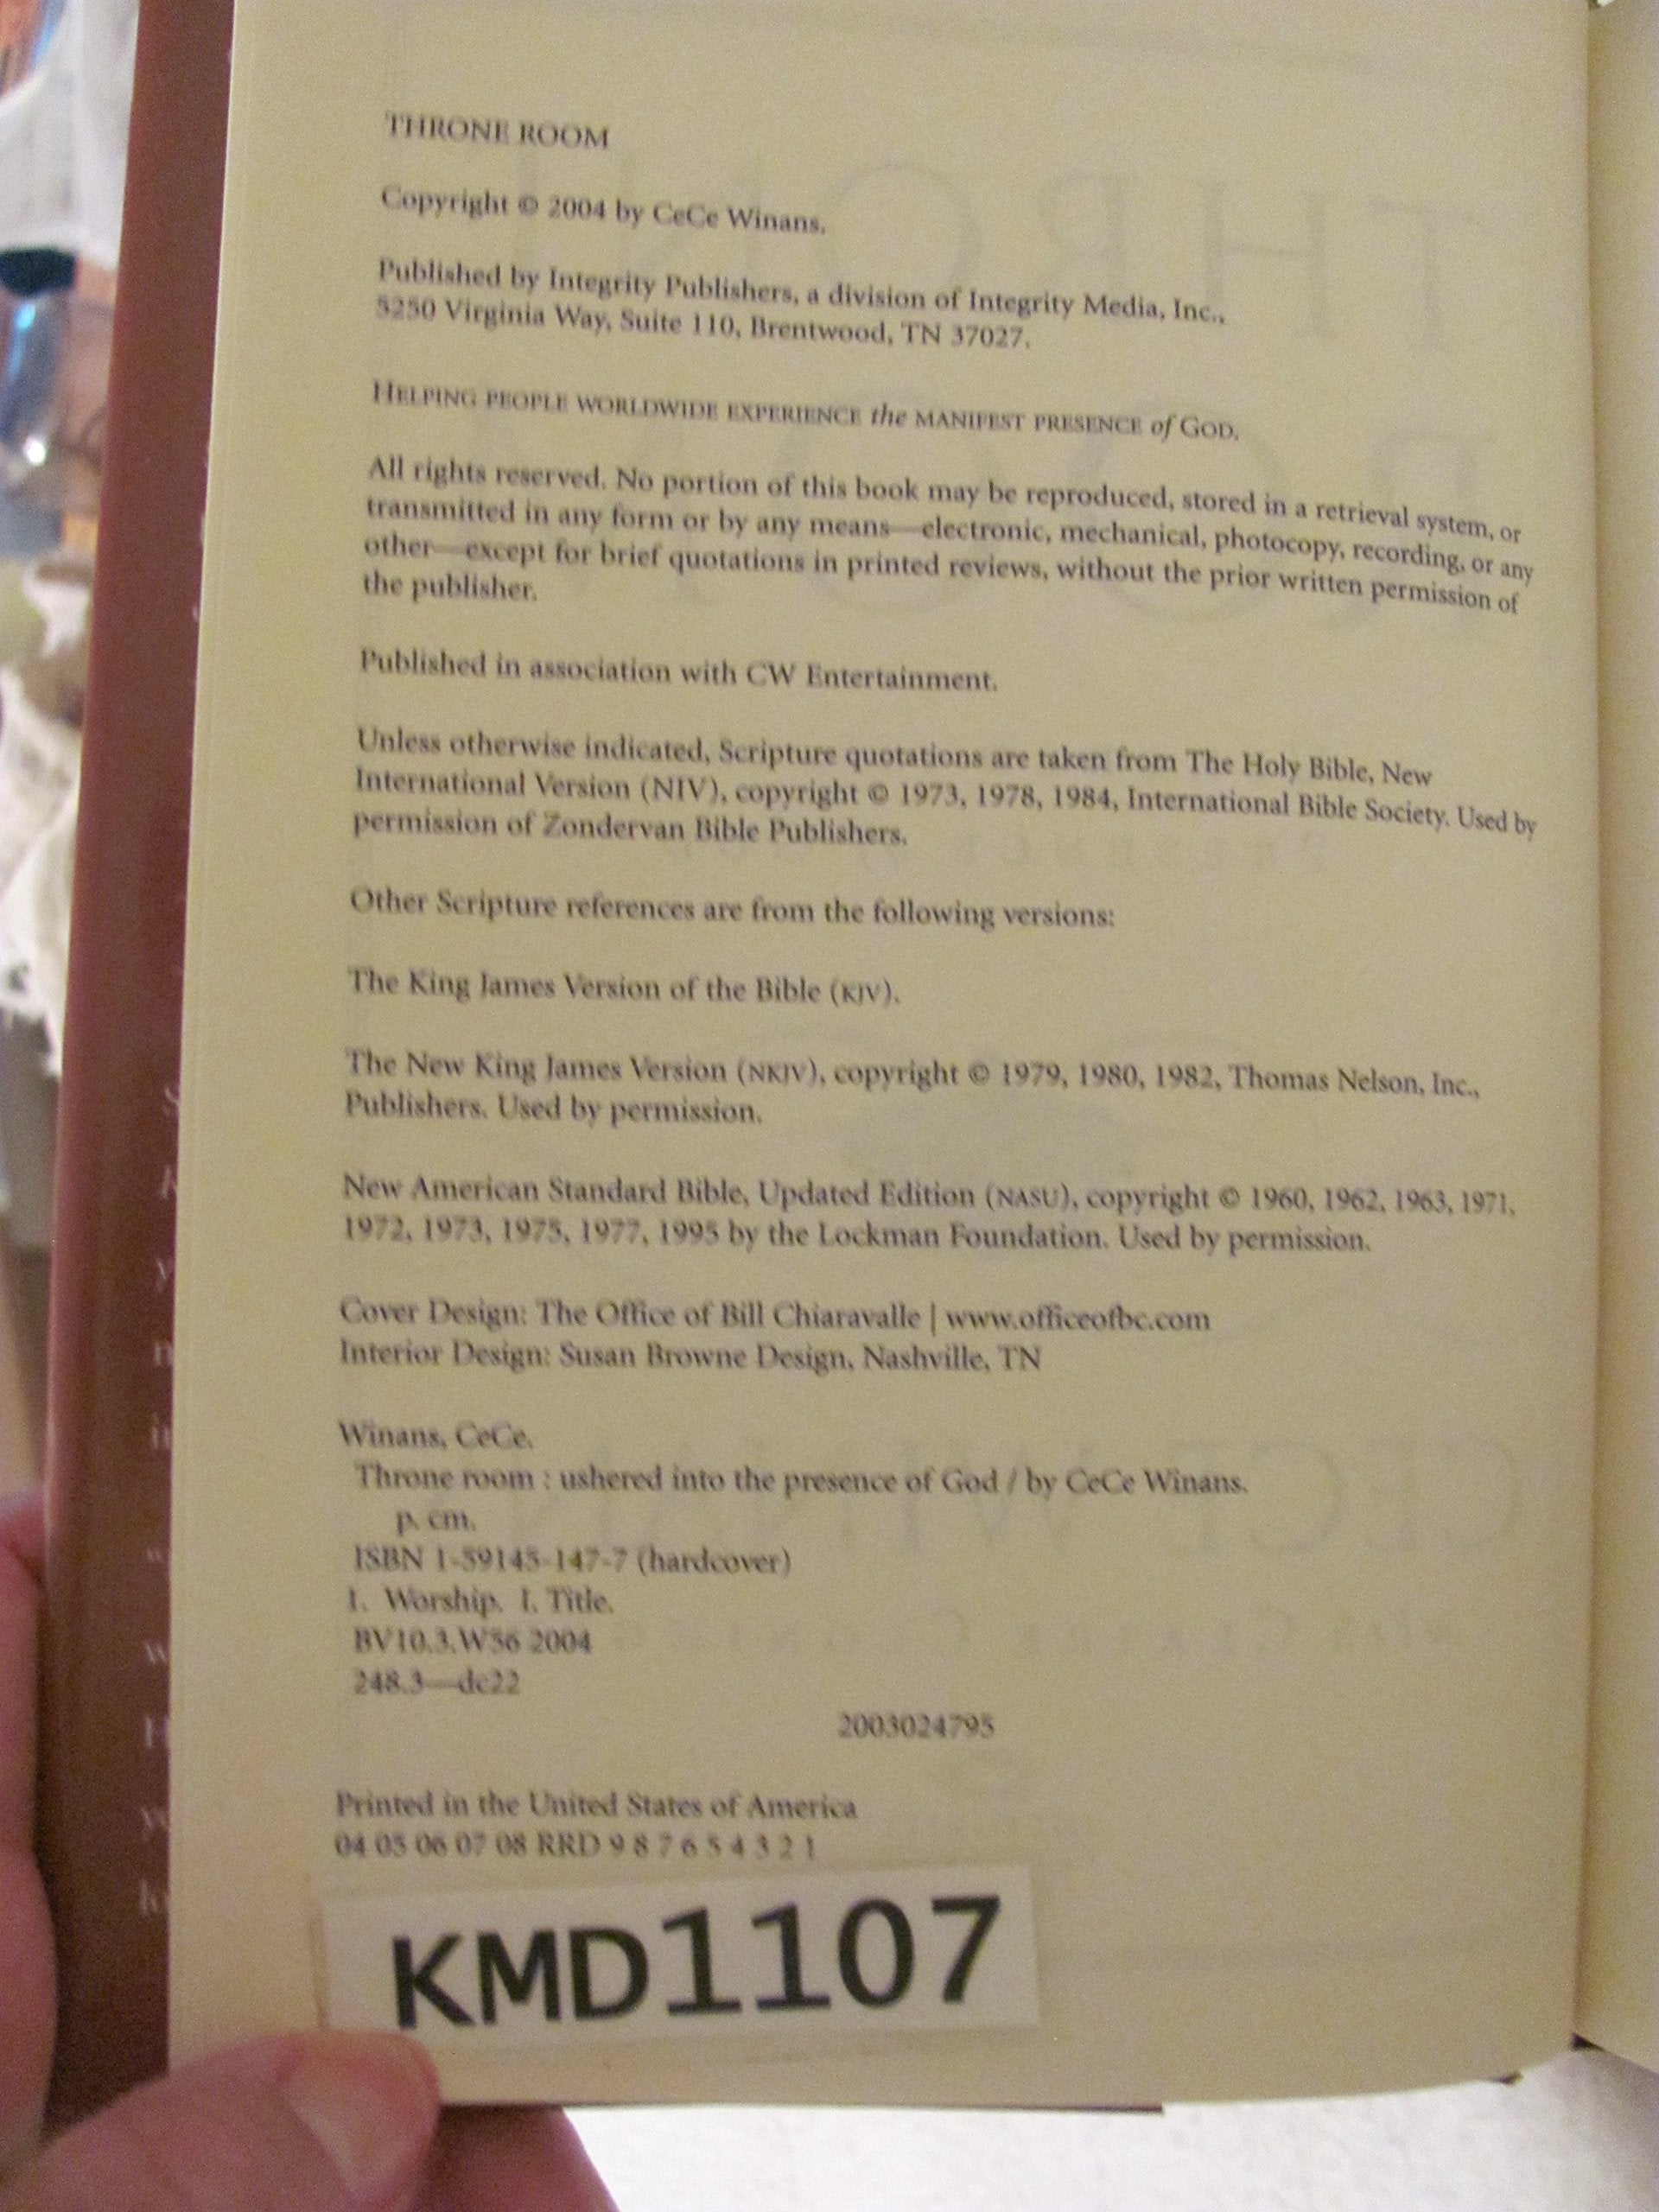 THRONE ROOM
Copyright © 2004 by CeCe Winans.
Published by Integrity Publishers, a division of Integrity Media, Inc.,
5250 Virginia Way, Suite 110, Brentwood, TN 37027.
HELPING PEOPLE WORLDWIDE EXPERIENCE the MANIFEST PRESENCE of GOD.
All rights reserved. No portion of this book may be reproduced, stored in a retrieval system, or
transmitted in any form or by any means—electronic, mechanical, photocopy, recording, or any
other—except for brief quotations in printed reviews, without the prior written permission of
the publisher.
Published in association with CW Entertainment.
Unless otherwise indicated, Scripture quotations are taken from The Holy Bible, New
International Version (NIV), copyright © 1973, 1978, 1984, International Bible Society. Used by
permission of Zondervan Bible Publishers.
Other Scripture references are from the following versions:
The King James Version of the Bible (KJV).
The New King James Version (NKJV), copyright © 1979, 1980, 1982, Thomas Nelson, Inc.,
Publishers. Used by permission.
New American Standard Bible, Updated Edition (NASU), copyright © 1960, 1962, 1963, 1971,
1972, 1973, 1975, 1977, 1995 by the Lockman Foundation. Used by permission.
Cover Design: The Office of Bill Chiaravalle | www.officeofbc.com
Interior Design: Susan Browne Design, Nashville, TN
Winans, CeCe.
Throne room : ushered into the presence of God / by CeCe Winans.
p. cm.
ISBN 1-59145-147-7 (hardcover)
1. Worship. I. Title.
BV10.3.W56 2004
248.3—dc22
2003024795
Printed in the United States of America
04 05 06 07 08 RRD 9 8 7 6 5 4 3 2 1
KMD1107